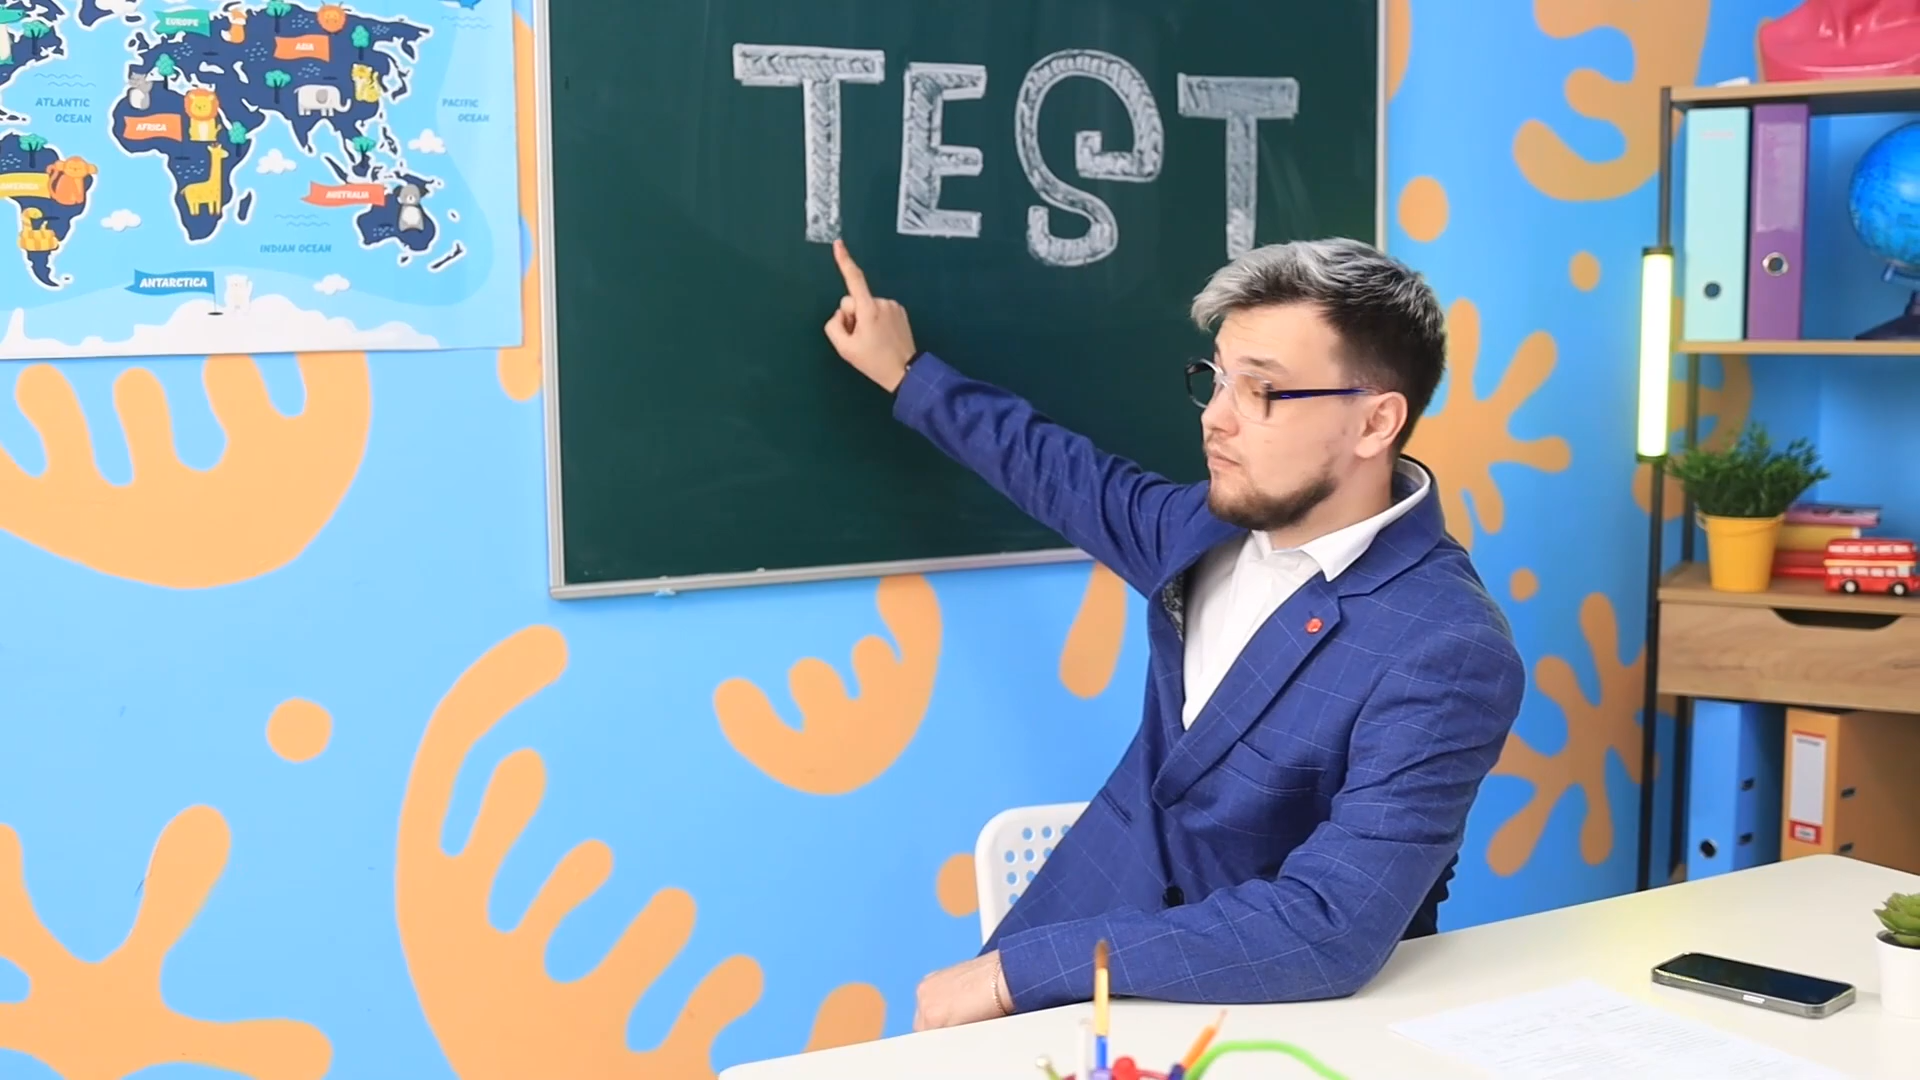 EUROPE
ASIA
ATLANTIC
OCEAN
PACIFIC
OCEAN
AFRICA
AUSTRALIA
INDIAN OCEAN
ANTARCTICA
TEST